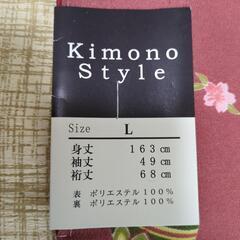 Kimono
Style
Size L
身丈 163cm
袖丈 49cm
裄丈 68cm
表 ポリエステル100%
裏 ポリエステル100%